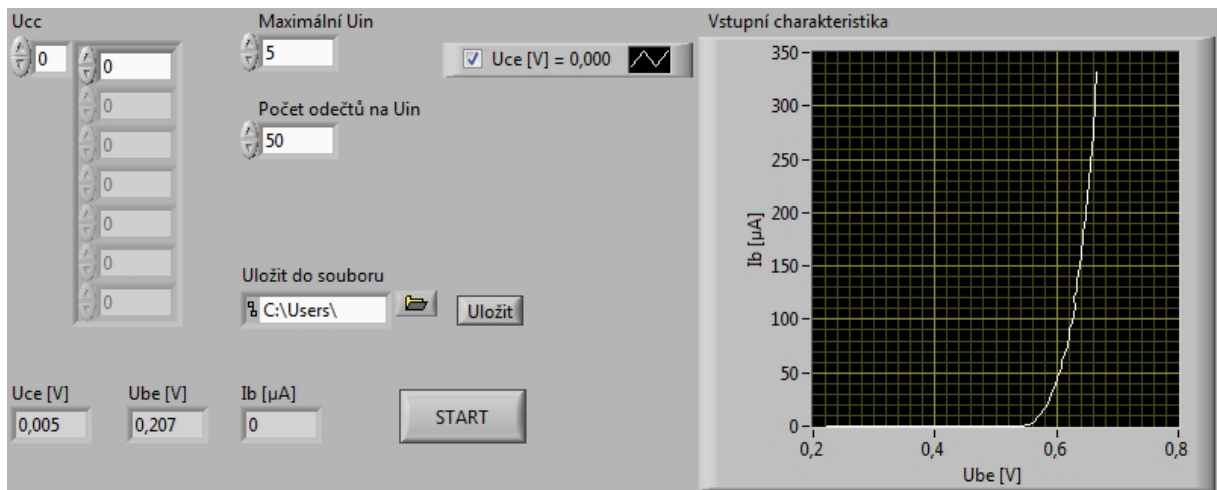 Ucc
0
0
0
0
0
0
0
0
Maximální Uin
5
Počet odečtů na Uin
50
Uce [V] = 0,000
Uložit do souboru
C:\Users\
Uložit
Uce [V]
0,005
Ube [V]
0,207
Ib [µA]
0
START
Vstupní charakteristika
Ib [µA]
350
300
250
200
150
100
50
0
0,2
0,4
0,6
0,8
Ube [V]